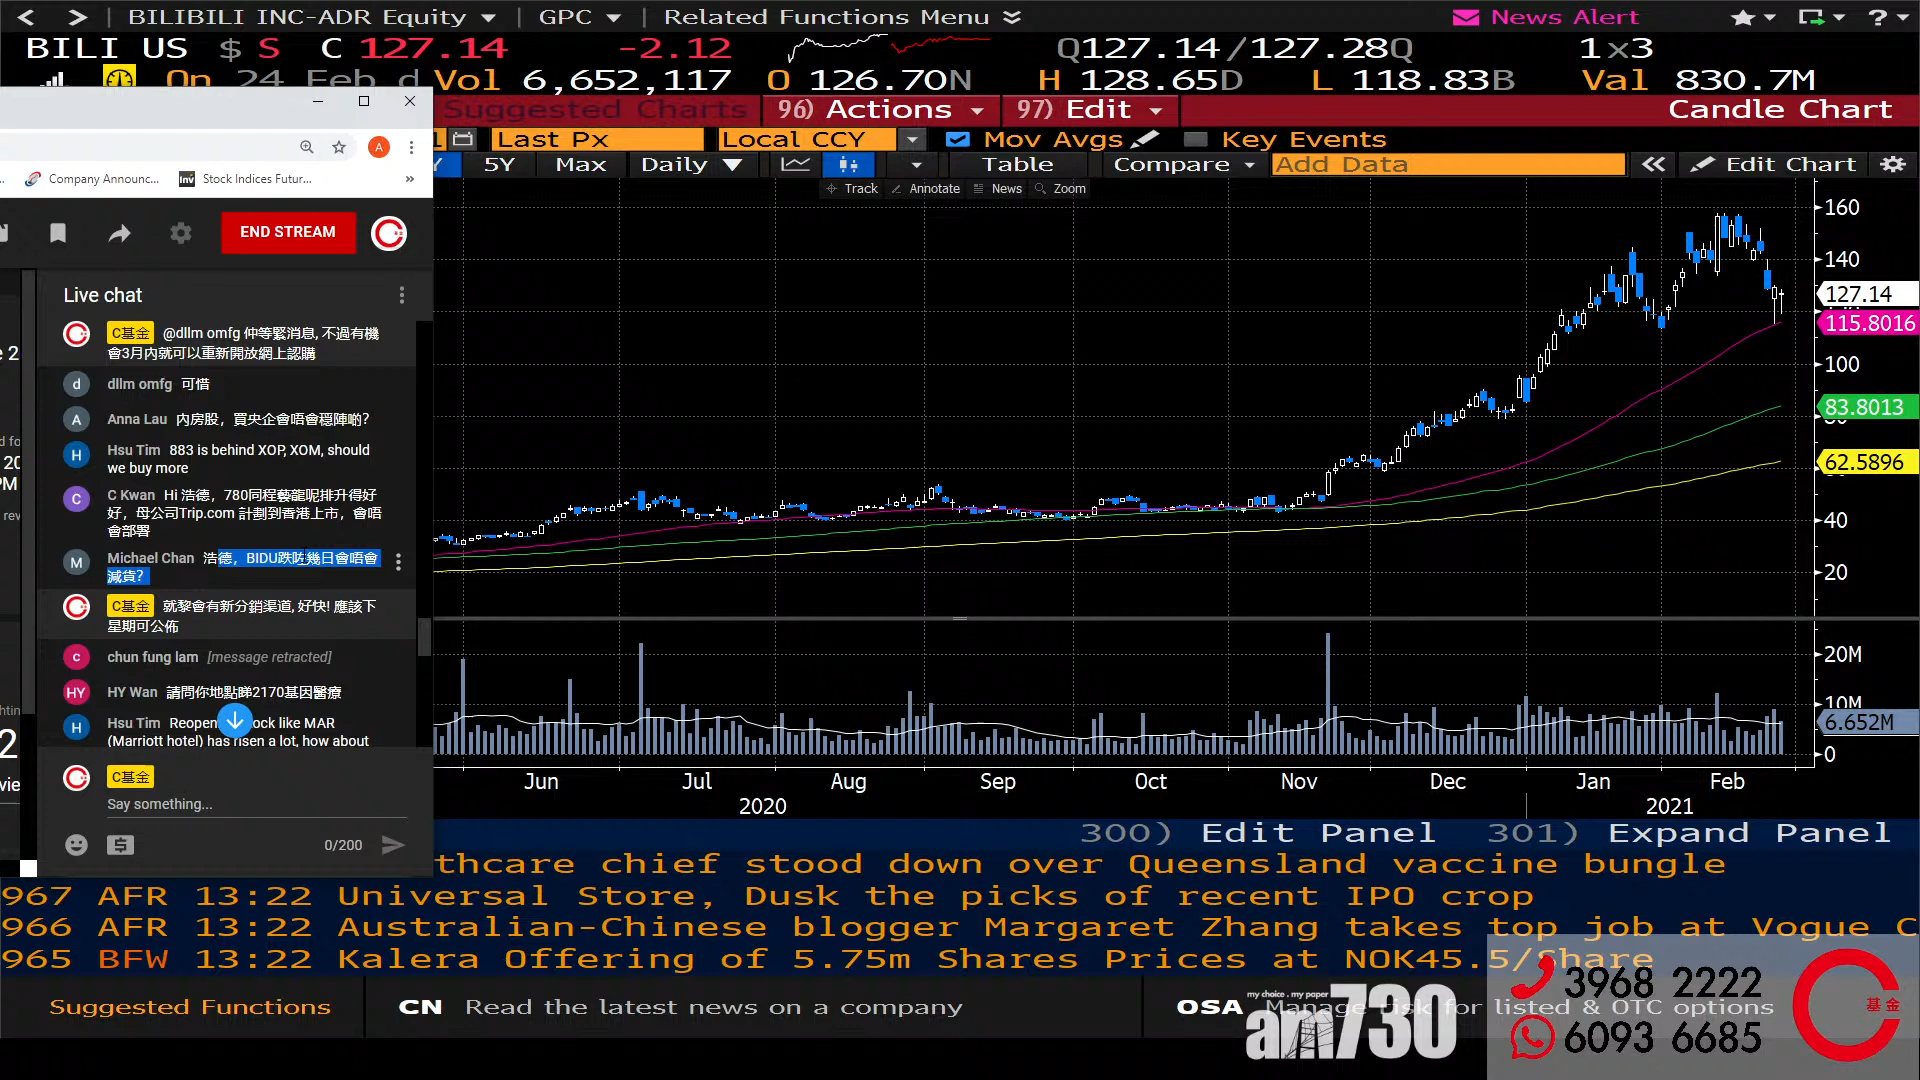 BILIBILI INC-ADR Equity | GPC | Related Functions Menu
News Alert
BILI US $ S C 127.14 -2.12 Q127.14/127.28Q 1x3
On 24 Feb d Vol 6,652,117 O 126.70N H 128.65D L 118.83B Val 830.7M
Suggested Charts 96) Actions 97) Edit Candle Chart
Last Px Local CCY Mov Avgs Key Events
5Y Max Daily Table Compare Add Data Edit Chart
Track Annotate News Zoom
A
Company Announc... Stock Indices Futur...
END STREAM
Live chat
C基金 @dllm omfg 仲等緊消息, 不過有機
會3月內就可以重新開放網上認購
d dllm omfg 可惜
A Anna Lau 内房股，買央企會唔會穩陣啲?
H Hsu Tim 883 is behind XOP, XOM, should
we buy more
C C Kwan Hi 浩德，780同程藝龍呢排升得好
好，母公司Trip.com 計劃到香港上市，會唔
會部署
M Michael Chan 浩德，BIDU跌咗幾日會唔會
減貨?
C基金 就黎會有新分銷渠道, 好快! 應該下
星期可公佈
c chun fung lam [message retracted]
HY HY Wan 請問你地點睇2170基因醫療
H Hsu Tim
(Marriott hotel) has risen a lot, how about
C基金
Say something...
0/200
160
140
127.14
115.8016
100
83.8013
62.5896
40
20
20M
10M
6.652M
0
Jun Jul Aug Sep Oct Nov Dec Jan Feb
2020 2021
300) Edit Panel 301) Expand Panel
thcare chief stood down over Queensland vaccine bungle
967 AFR 13:22 Universal Store, Dusk the picks of recent IPO crop
966 AFR 13:22 Australian-Chinese blogger Margaret Zhang takes top job at Vogue C
965 BFW 13:22 Kalera Offering of 5.75m Shares Prices at NOK45.5/Share
Suggested Functions CN Read the latest news on a company OSA Manage risk for listed & OTC options
my choice , my paper
am730
3968 2222
6093 6685
基金